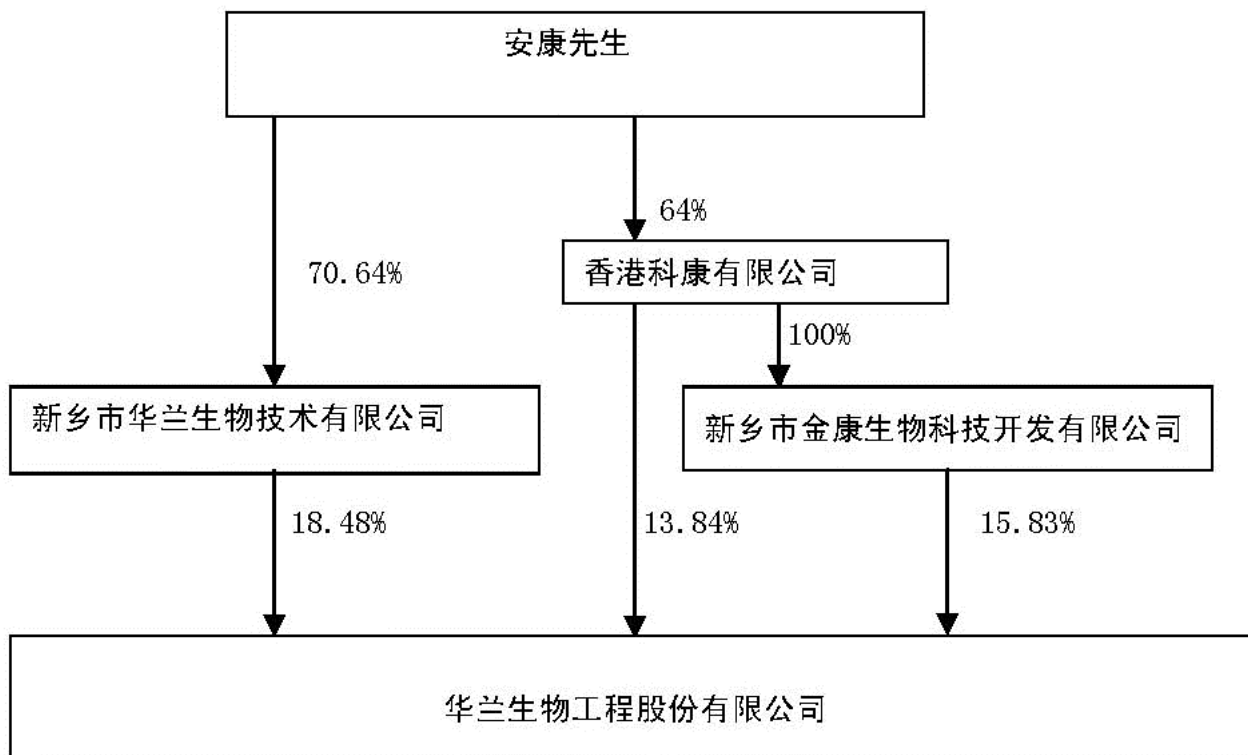 安康先生
64%
70.64%
香港科康有限公司
100%
新乡市华兰生物技术有限公司
新乡市金康生物科技开发有限公司
18.48%
13.84%
15.83%
华兰生物工程股份有限公司